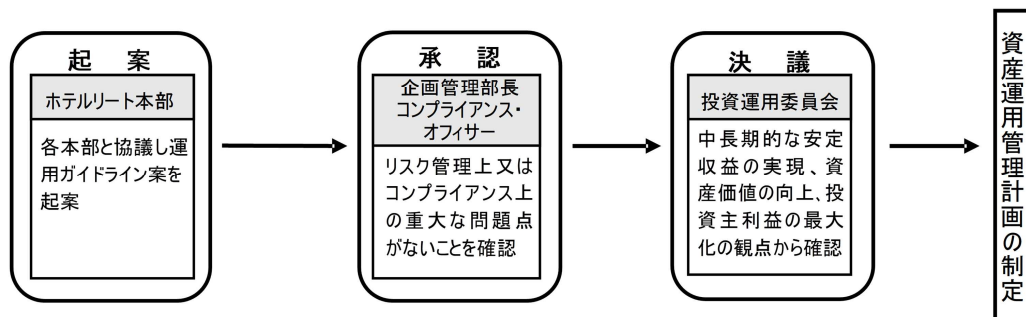 起 案
ホテルリート本部
各本部と協議し運
用ガイドライン案を
起案
承 認
企画管理部長
コンプライアンス・
オフィサー
リスク管理上又は
コンプライアンス上
の重大な問題点
がないことを確認
決 議
投資運用委員会
中長期的な安定
収益の実現、資
産価値の向上、投
資主利益の最大
化の観点から確認
資産運用管理計画の制定